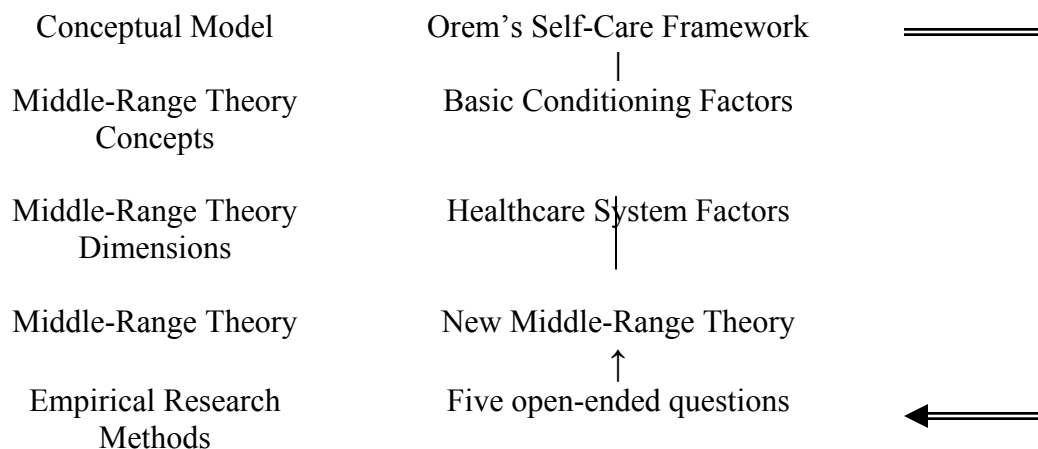 Conceptual Model Orem’s Self-Care Framework
Middle-Range Theory Basic Conditioning Factors
Concepts
Middle-Range Theory Healthcare System Factors
Dimensions
Middle-Range Theory New Middle-Range Theory
Empirical Research Five open-ended questions
Methods